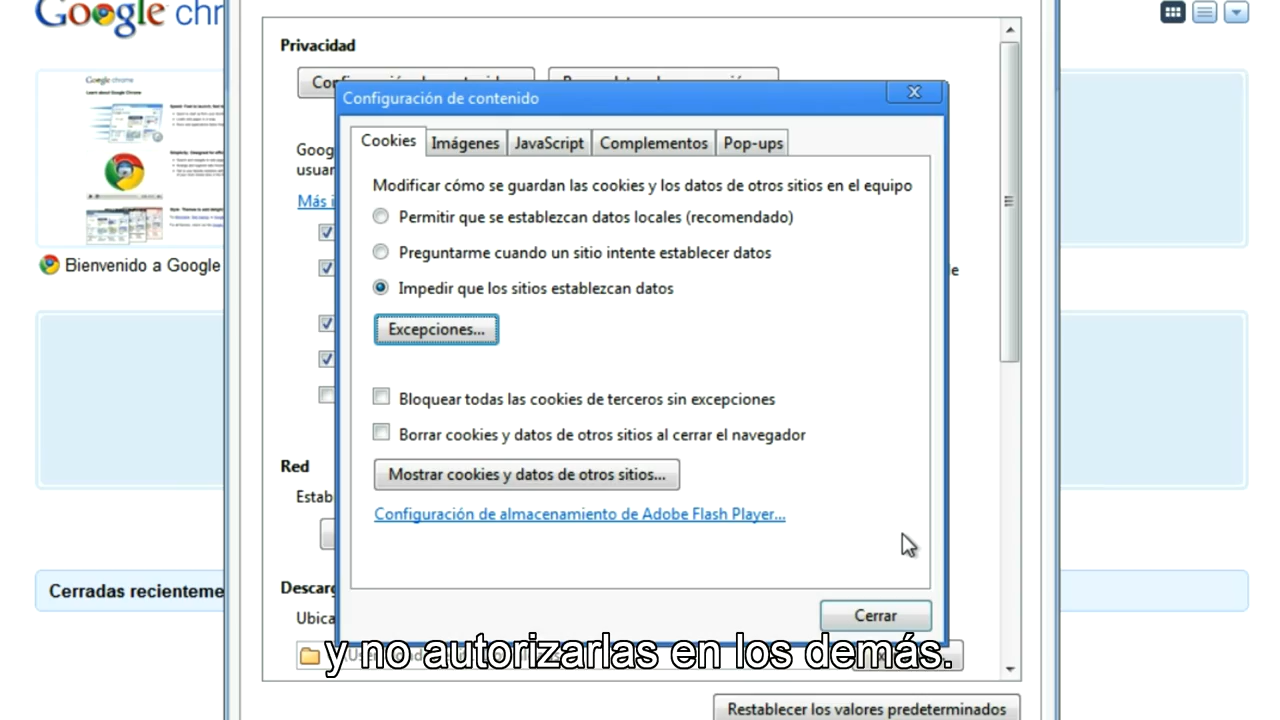 Google chr
Privacidad
Configuración de contenido
Cookies
Imágenes
JavaScript
Complementos
Pop-ups
Goog
usuar
Modificar cómo se guardan las cookies y los datos de otros sitios en el equipo
Más i
Permitir que se establezcan datos locales (recomendado)
Preguntarme cuando un sitio intente establecer datos
Bienvenido a Google
Impedir que los sitios establezcan datos
Excepciones...
Bloquear todas las cookies de terceros sin excepciones
Borrar cookies y datos de otros sitios al cerrar el navegador
Red
Mostrar cookies y datos de otros sitios...
Estab
Configuración de almacenamiento de Adobe Flash Player...
Descarg
Cerradas recienteme
Ubica
Cerrar
y no autorizarlas en los demás.
Restablecer los valores predeterminados